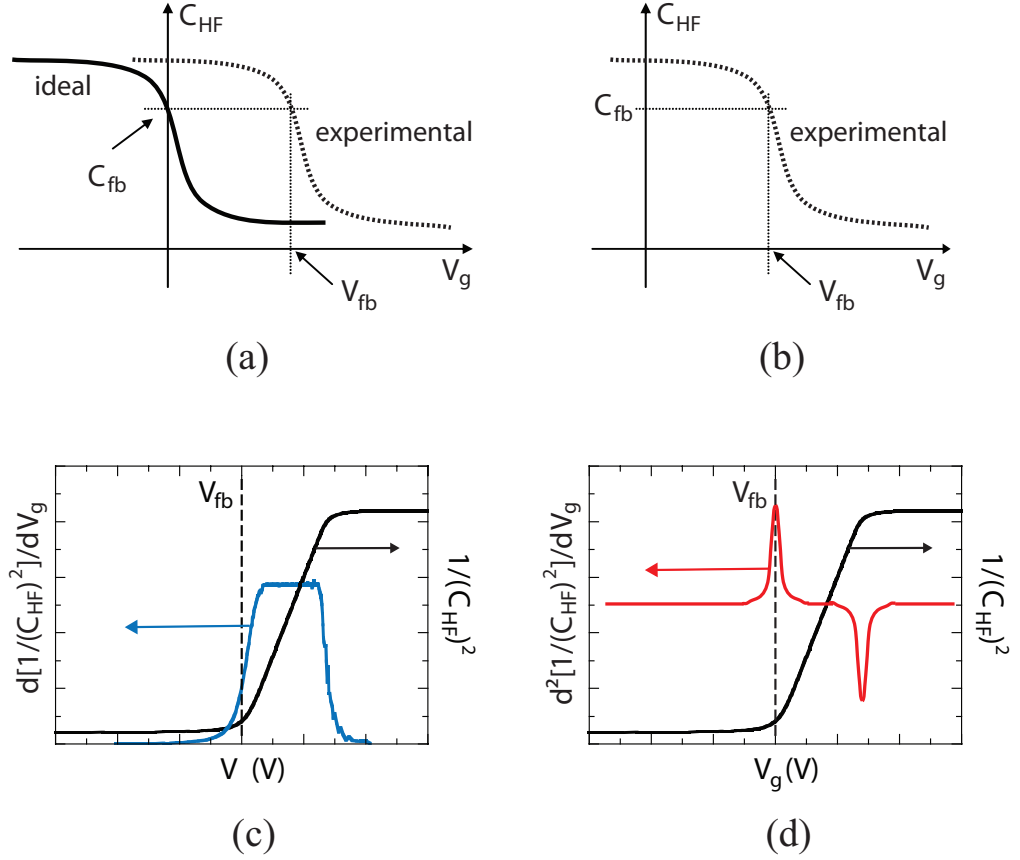 C_HF
ideal
experimental
C_fb
V_fb
V_g
(a)
C_HF
C_fb
experimental
V_fb
V_g
(b)
V_fb
d[1/(C_HF)²]/dV_g
1/(C_HF)²
V (V)
(c)
V_fb
d²[1/(C_HF)²]/dV_g
1/(C_HF)²
V_g(V)
(d)